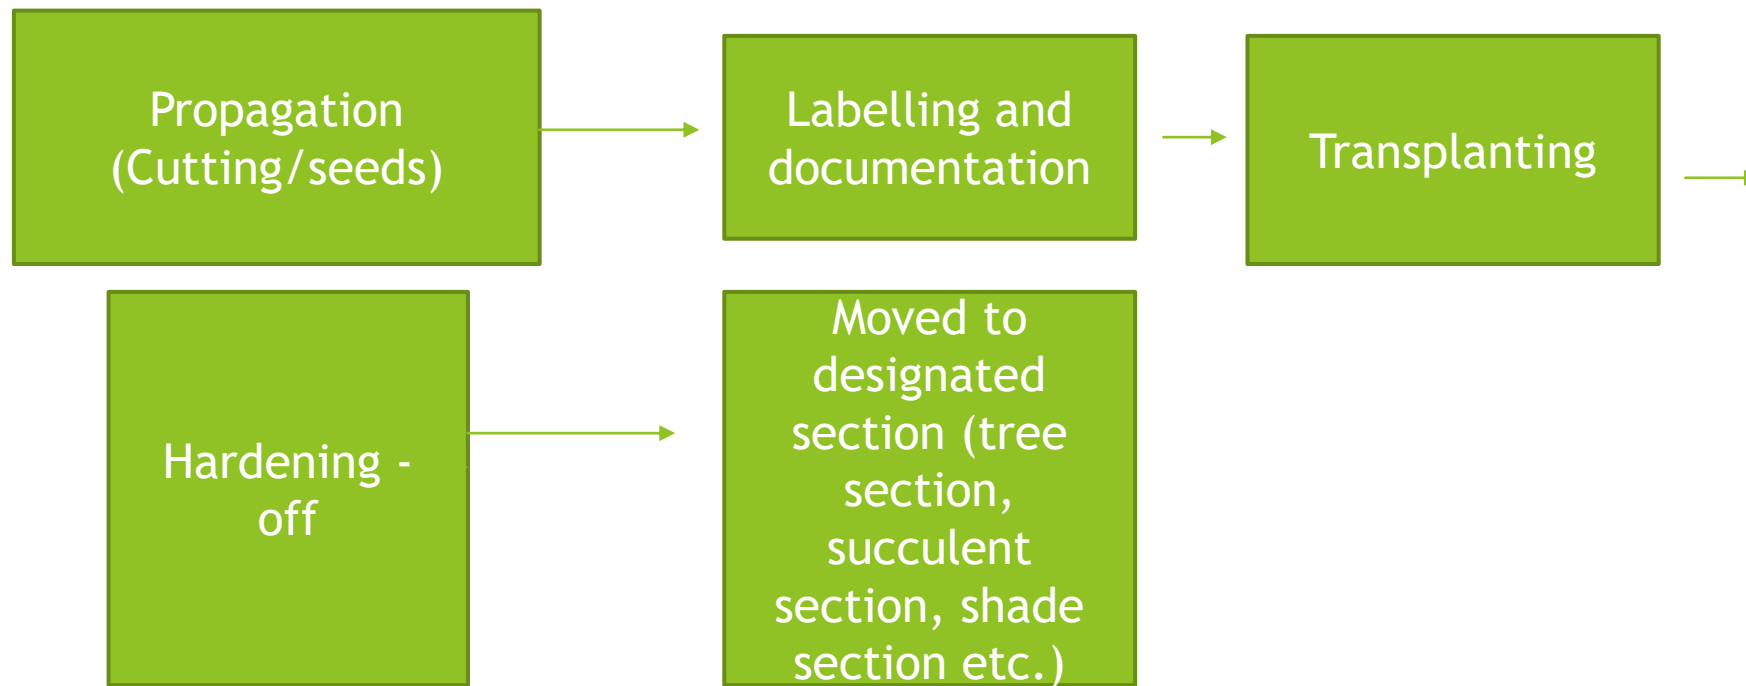 Propagation
(Cutting/seeds)
Labelling and
documentation
Transplanting
Hardening -
off
Moved to
designated
section (tree
section,
succulent
section, shade
section etc.)